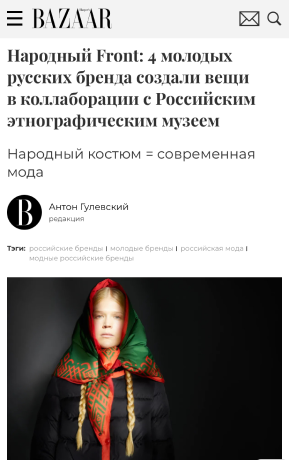 BAZAAR
Народный Front: 4 молодых
русских бренда создали вещи
в коллаборации с Российским
этнографическим музеем
Народный костюм = современная
мода
B
Антон Гулевский
редакция
Тэги: российские бренды | молодые бренды | российская мода |
модные российские бренды